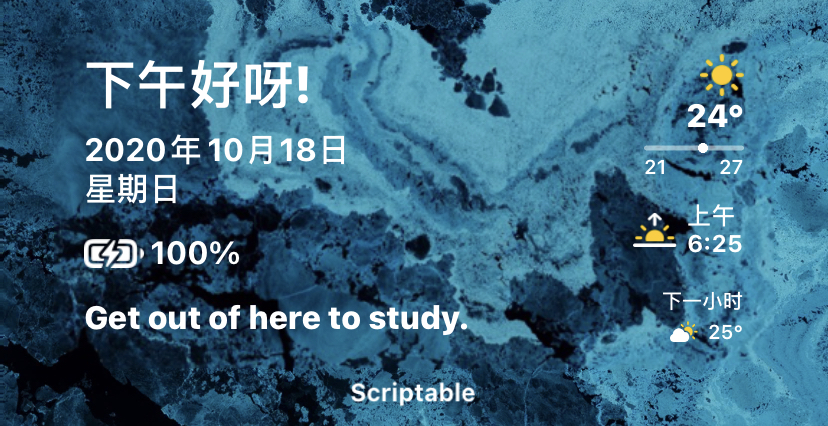 下午好呀!
2020年10月18日
星期日
100%
Get out of here to study.
24°
21 27
上午
6:25
下一小时
25°
Scriptable